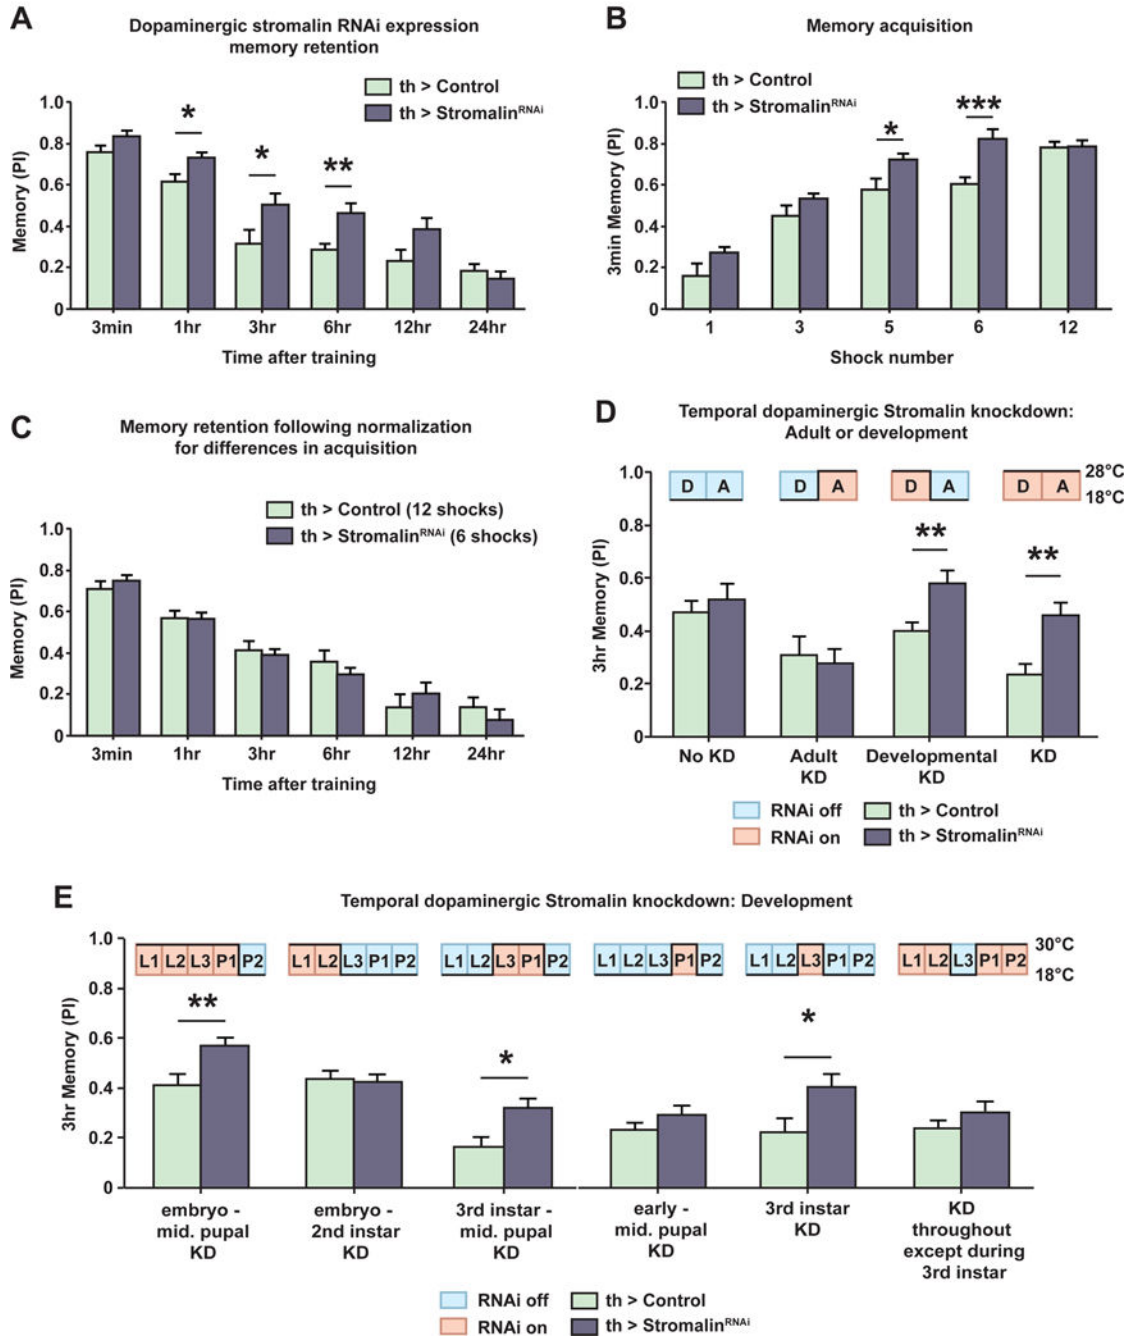 A
Dopaminergic stromalin RNAi expression
memory retention
th > Control
th > Stromalin^RNAi
Memory (PI)
1.0
0.8
0.6
0.4
0.2
0
*
*
**
3min 1hr 3hr 6hr 12hr 24hr
Time after training
B
Memory acquisition
th > Control
th > Stromalin^RNAi
3min Memory (PI)
1.0
0.8
0.6
0.4
0.2
0
*
***
1 3 5 6 12
Shock number
C
Memory retention following normalization
for differences in acquisition
th > Control (12 shocks)
th > Stromalin^RNAi (6 shocks)
Memory (PI)
1.0
0.8
0.6
0.4
0.2
0
3min 1hr 3hr 6hr 12hr 24hr
Time after training
D
Temporal dopaminergic Stromalin knockdown:
Adult or development
D A D A D A D A
28°C
18°C
3hr Memory (PI)
1.0
0.8
0.6
0.4
0.2
0
**
**
No KD Adult Developmental KD
KD KD
RNAi off th > Control
RNAi on th > Stromalin^RNAi
E
Temporal dopaminergic Stromalin knockdown: Development
L1 L2 L3 P1 P2 L1 L2 L3 P1 P2 L1 L2 L3 P1 P2 L1 L2 L3 P1 P2 L1 L2 L3 P1 P2 L1 L2 L3 P1 P2
30°C
18°C
3hr Memory (PI)
1.0
0.8
0.6
0.4
0.2
0
**
*
*
embryo - embryo - 3rd instar - early - 3rd instar KD
mid. pupal 2nd instar mid. pupal mid. pupal KD throughout
KD KD KD KD except during
3rd instar
RNAi off th > Control
RNAi on th > Stromalin^RNAi